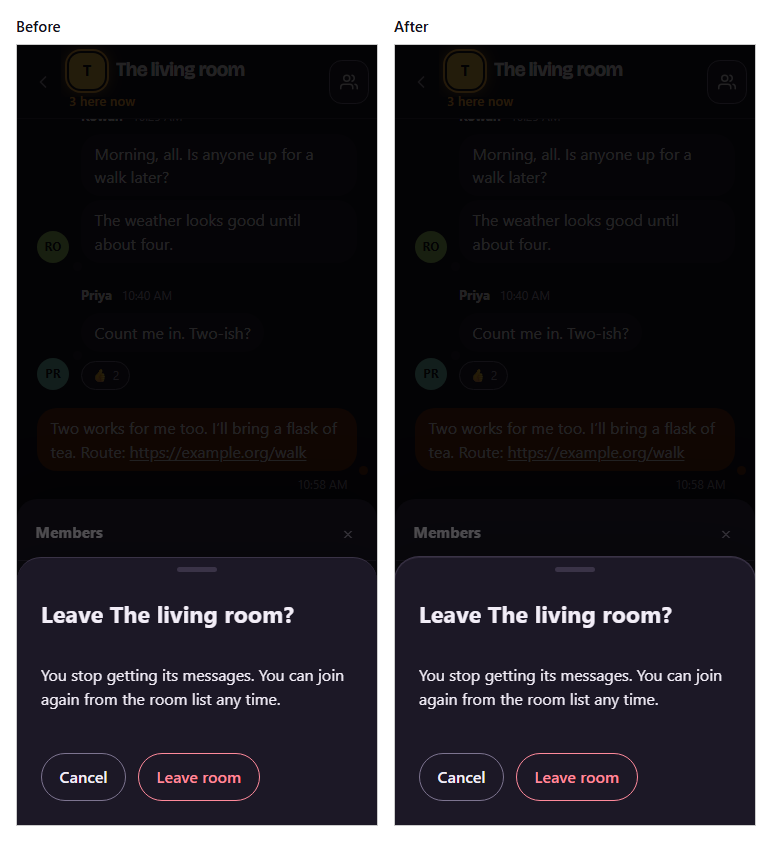 Before
T
The living room
3 here now
Morning, all. Is anyone up for a
walk later?
The weather looks good until
about four.
RO
Priya 10:40 AM
Count me in. Two-ish?
PR
👍 2
Two works for me too. I'll bring a flask of
tea. Route: https://example.org/walk
10:58 AM
Members
×
Leave The living room?
You stop getting its messages. You can join
again from the room list any time.
Cancel
Leave room
After
T
The living room
3 here now
Morning, all. Is anyone up for a
walk later?
The weather looks good until
about four.
RO
Priya 10:40 AM
Count me in. Two-ish?
PR
👍 2
Two works for me too. I'll bring a flask of
tea. Route: https://example.org/walk
10:58 AM
Members
×
Leave The living room?
You stop getting its messages. You can join
again from the room list any time.
Cancel
Leave room